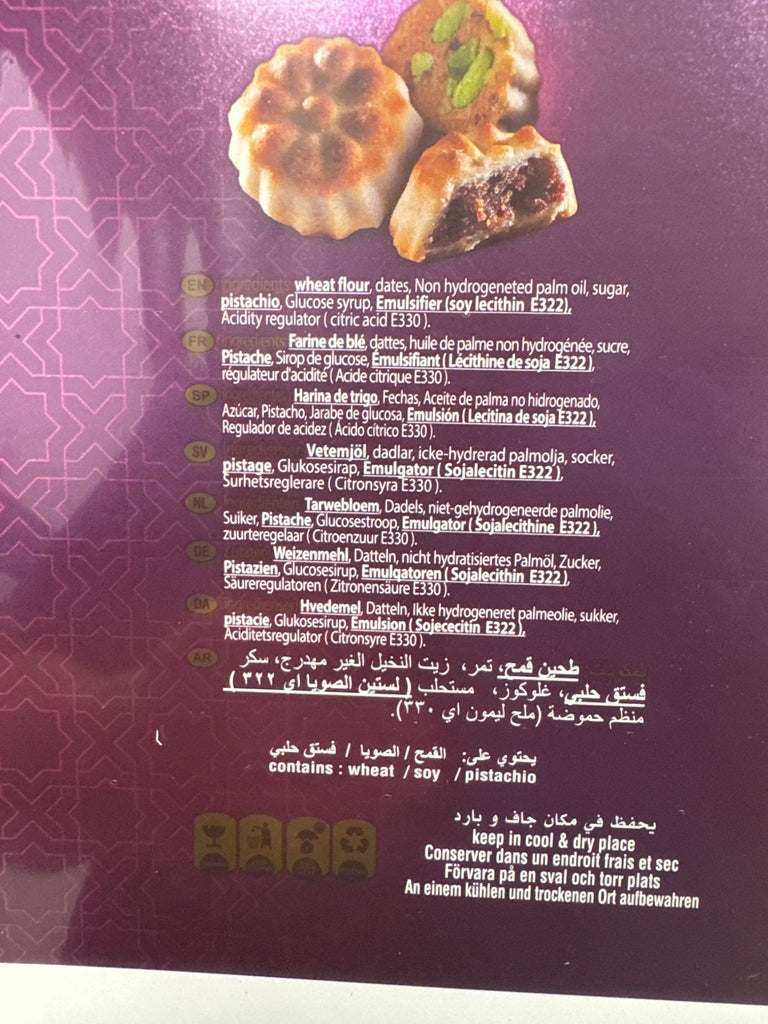 EN Ingredients wheat flour, dates, Non hydrogeneted palm oil, sugar,
pistachio, Glucose syrup, Emulsifier (soy lecithin E322),
Acidity regulator ( citric acid E330 ).
FR Farine de blé, dattes, huile de palme non hydrogénée, sucre,
Pistache, Sirop de glucose, Émulsifiant ( Lécithine de soja E322 ),
régulateur d'acidité ( Acide citrique E330 ).
SP Harina de trigo, Fechas, Aceite de palma no hidrogenado,
Azúcar, Pistacho, Jarabe de glucosa, Emulsión ( Lecitina de soja E322 ),
Regulador de acidez ( Ácido cítrico E330 ).
SV Vetemjöl, dadlar, icke-hydrerad palmolja, socker,
pistage, Glukosesirap, Emulgator ( Sojalecitin E322 ),
Surhetsreglerare ( Citronsyra E330 ).
NL Tarwebloem, Dadels, niet-gehydrogeneerde palmolie,
Suiker, Pistache, Glucosestroop, Emulgator ( Sojalecithine E322 ),
zuurteregelaar ( Citroenzuur E330 ).
DE Weizenmehl, Datteln, nicht hydratisiertes Palmöl, Zucker,
Pistazien, Glucosesirup, Emulgatoren ( Sojalecithin E322 ),
Säureregulatoren ( Zitronensäure E330 ).
DA Hvedemel, Datteln, Ikke hydrogeneret palmeolie, sukker,
pistacie, Glukosesirup, Emulsion ( Sojececitin E322 ),
Aciditetsregulator ( Citronsyre E330 ).
AR طحين قمح، تمر، زيت النخيل الغير مهدرج، سكر
فستق حلبي، غلوكوز، مستحلب ( لستين الصويا اي ٣٢٢ )
منظم حموضة (ملح ليمون اي ٣٣٠).
يحتوي على: القمح / الصويا / فستق حلبي
contains : wheat / soy / pistachio
يحفظ في مكان جاف و بارد
keep in cool & dry place
Conserver dans un endroit frais et sec
Förvara på en sval och torr plats
An einem kühlen und trockenen Ort aufbewahren